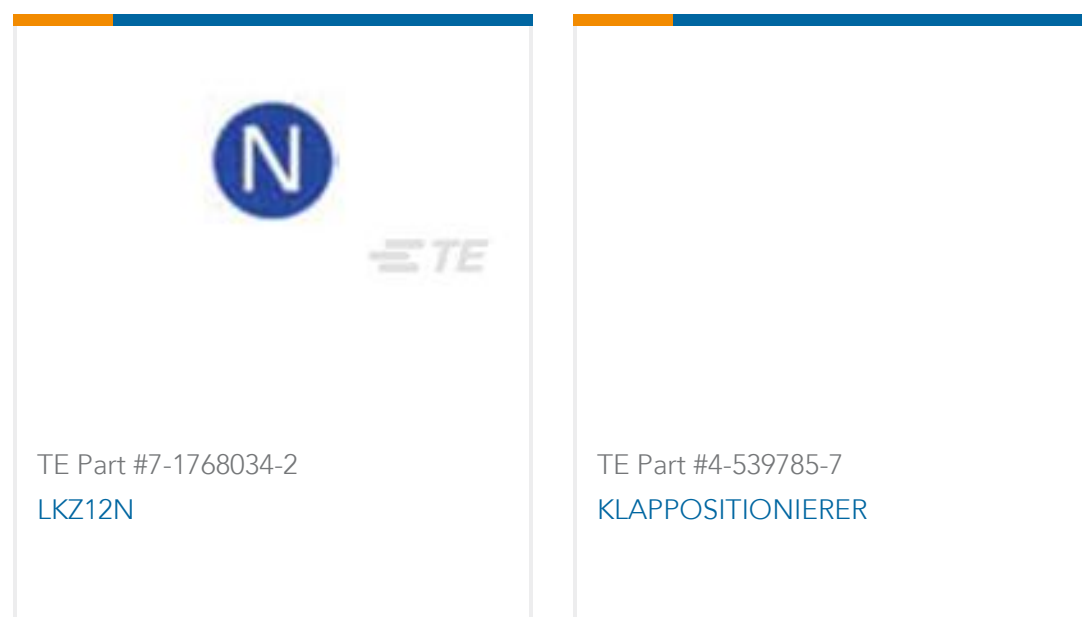 N
TE
TE Part #7-1768034-2
LKZ12N
TE Part #4-539785-7
KLAPPOSITIONIERER